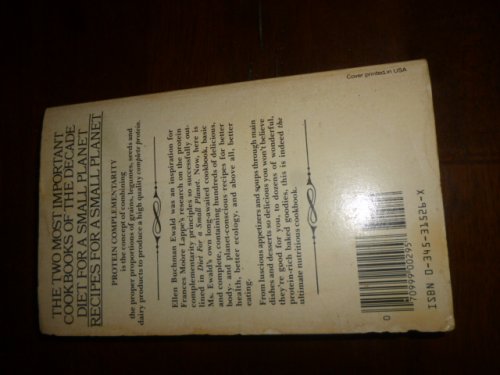 THE TWO MOST IMPORTANT
COOKBOOKS OF THE DECADE
DIET FOR A SMALL PLANET
RECIPES FOR A SMALL PLANET
PROTEIN COMPLEMENTARITY
is the concept of combining
the proper proportions of grains, legumes, seeds and
dairy products to produce a high quality complete protein.
Ellen Buchman Ewald was an inspiration for
Frances Moore Lappe's research on the protein
complementarity principles so successfully out-
lined in Diet For a Small Planet. Now, here is
Ms. Ewald's own long-awaited cookbook, basic
and complete, containing hundreds of delicious,
body- and planet-conscious recipes for better
health, better ecology, and above all, better
eating.
From luscious appetizers and soups through main
dishes and desserts so delicious you won't believe
they're good for you, to dozens of wonderful,
protein-rich baked goodies, this is indeed the
ultimate nutritious cookbook.
Cover printed in USA
0
70999 00295
ISBN 0-345-31526-X